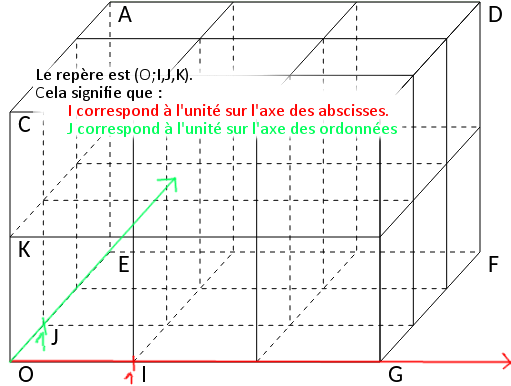 A
D
Le repère est (O;I,J,K).
Cela signifie que :
I correspond à l'unité sur l'axe des abscisses.
J correspond à l'unité sur l'axe des ordonnées
C
K
E
F
J
O
I
G